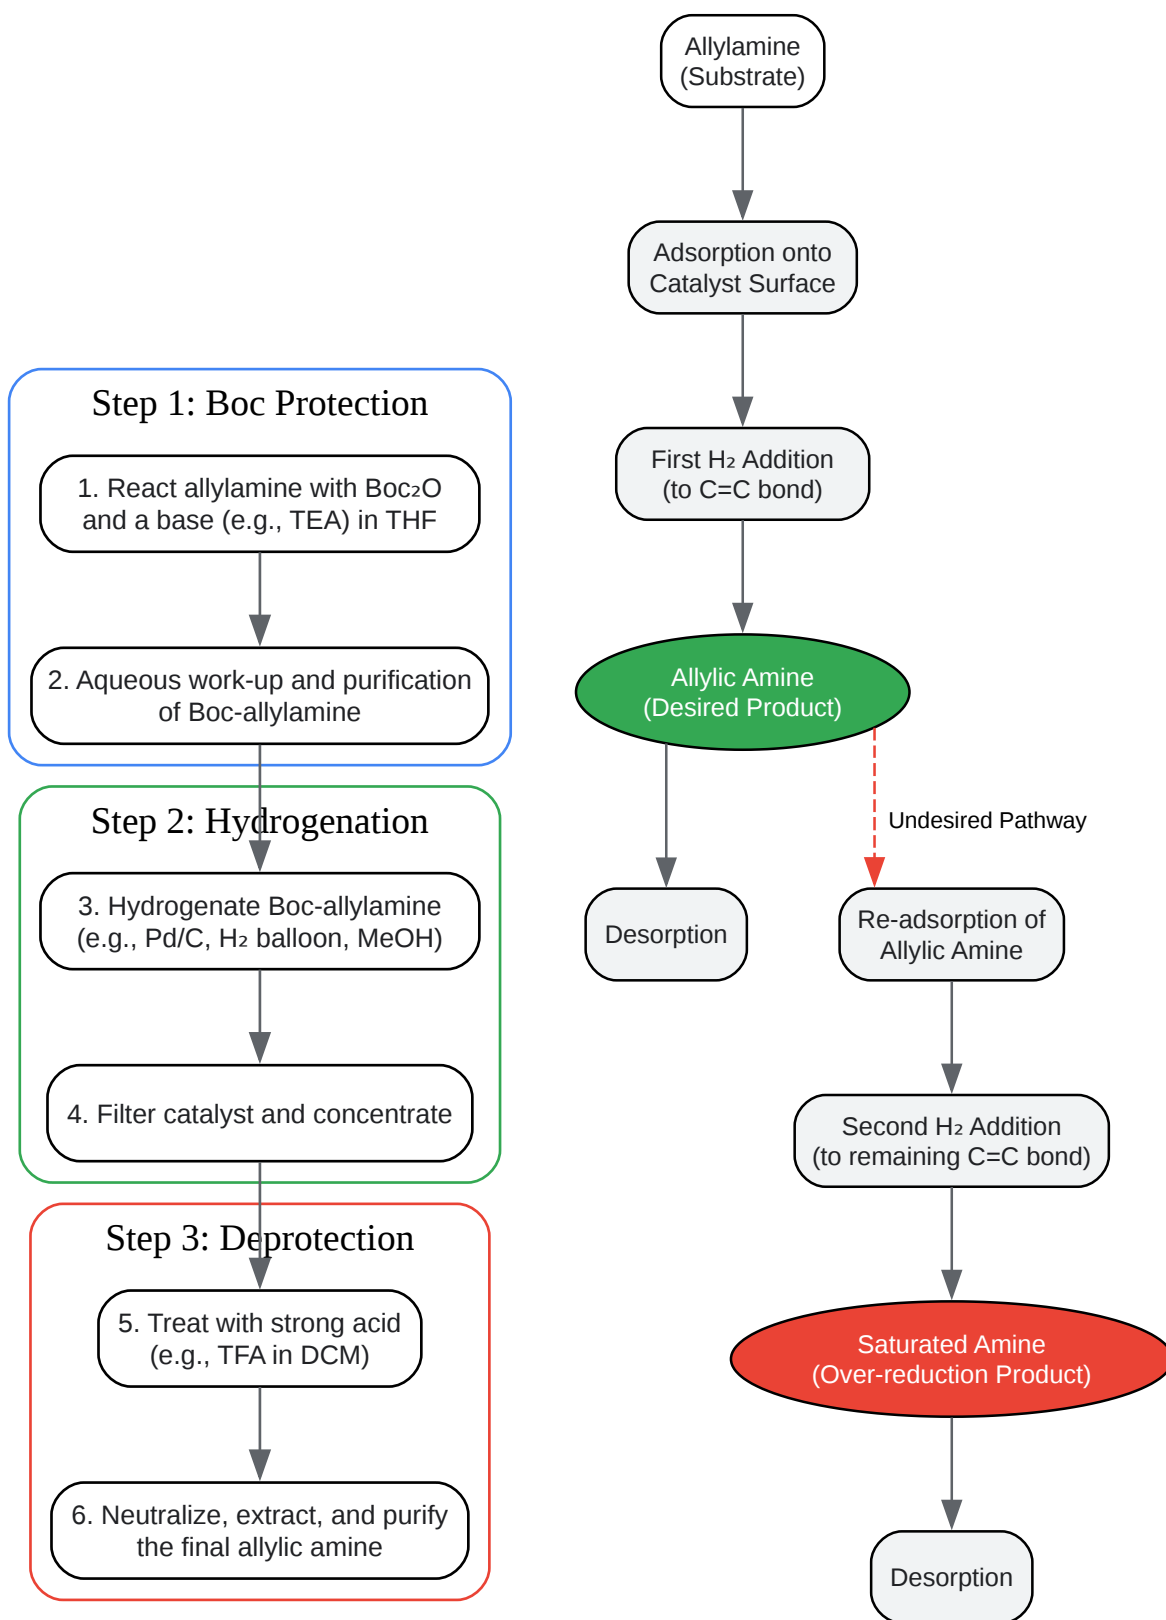 Step 1: Boc Protection
1. React allylamine with Boc₂O
and a base (e.g., TEA) in THF
2. Aqueous work-up and purification
of Boc-allylamine
Step 2: Hydrogenation
3. Hydrogenate Boc-allylamine
(e.g., Pd/C, H₂ balloon, MeOH)
4. Filter catalyst and concentrate
Step 3: Deprotection
5. Treat with strong acid
(e.g., TFA in DCM)
6. Neutralize, extract, and purify
the final allylic amine
Allylamine
(Substrate)
Adsorption onto
Catalyst Surface
First H₂ Addition
(to C=C bond)
Allylic Amine
(Desired Product)
Undesired Pathway
Desorption
Re-adsorption of
Allylic Amine
Second H₂ Addition
(to remaining C=C bond)
Saturated Amine
(Over-reduction Product)
Desorption